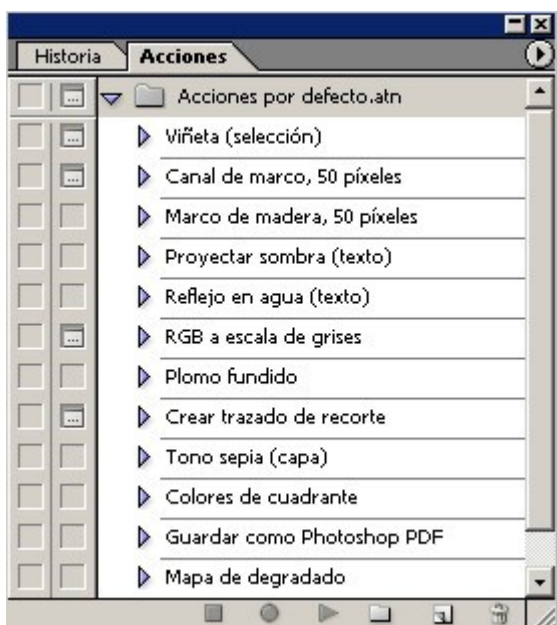 Historia Acciones
Acciones por defecto.atn
Viñeta (selección)
Canal de marco, 50 píxeles
Marco de madera, 50 píxeles
Proyectar sombra (texto)
Reflejo en agua (texto)
RGB a escala de grises
Plomo fundido
Crear trazado de recorte
Tono sepia (capa)
Colores de cuadrante
Guardar como Photoshop PDF
Mapa de degradado